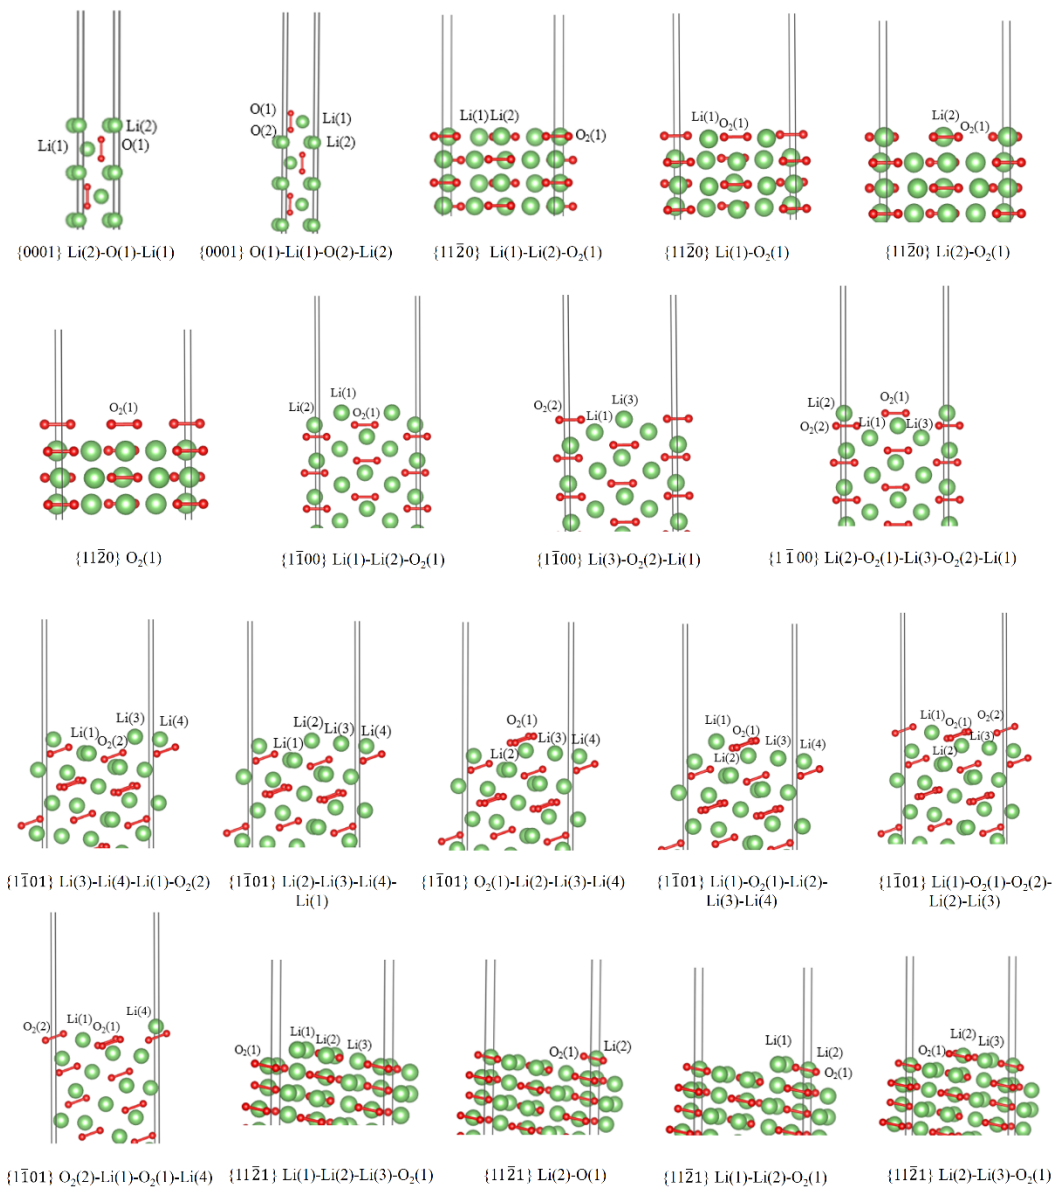 Li(2)
Li(1)
O(1)
{0001} Li(2)-O(1)-Li(1)
O(1)
Li(1)
O(2)
Li(2)
{0001} O(1)-Li(1)-O(2)-Li(2)
Li(1) Li(2)
O₂(1)
{112̄0} Li(1)-Li(2)-O₂(1)
Li(1)
O₂(1)
{112̄0} Li(1)-O₂(1)
Li(2)
O₂(1)
{112̄0} Li(2)-O₂(1)
O₂(1)
{112̄0} O₂(1)
Li(1)
Li(2)
O₂(1)
{11̄00} Li(1)-Li(2)-O₂(1)
Li(3)
O₂(2)
Li(1)
{11̄00} Li(3)-O₂(2)-Li(1)
O₂(1)
Li(2)
O₂(2)
Li(1)
Li(3)
{11̄00} Li(2)-O₂(1)-Li(3)-O₂(2)-Li(1)
Li(3)
Li(4)
Li(1)
O₂(2)
{11̄01} Li(3)-Li(4)-Li(1)-O₂(2)
Li(2)
Li(3)
Li(4)
Li(1)
{11̄01} Li(2)-Li(3)-Li(4)-
Li(1)
O₂(1)
Li(2)
Li(3)
Li(4)
{11̄01} O₂(1)-Li(2)-Li(3)-Li(4)
Li(1)
O₂(1)
Li(3)
Li(2)
Li(4)
{11̄01} Li(1)-O₂(1)-Li(2)-
Li(3)-Li(4)
Li(1)
O₂(1)
O₂(2)
Li(3)
Li(2)
{11̄01} Li(1)-O₂(1)-O₂(2)-
Li(2)-Li(3)
Li(4)
O₂(2)
Li(1)
O₂(1)
{11̄01} O₂(2)-Li(1)-O₂(1)-Li(4)
Li(1)
Li(2)
Li(3)
O₂(1)
{112̄1} Li(1)-Li(2)-Li(3)-O₂(1)
Li(2)
O₂(1)
{112̄1} Li(2)-O(1)
Li(1)
Li(2)
O₂(1)
{112̄1} Li(1)-Li(2)-O₂(1)
Li(2)
O₂(1)
Li(3)
{112̄1} Li(2)-Li(3)-O₂(1)